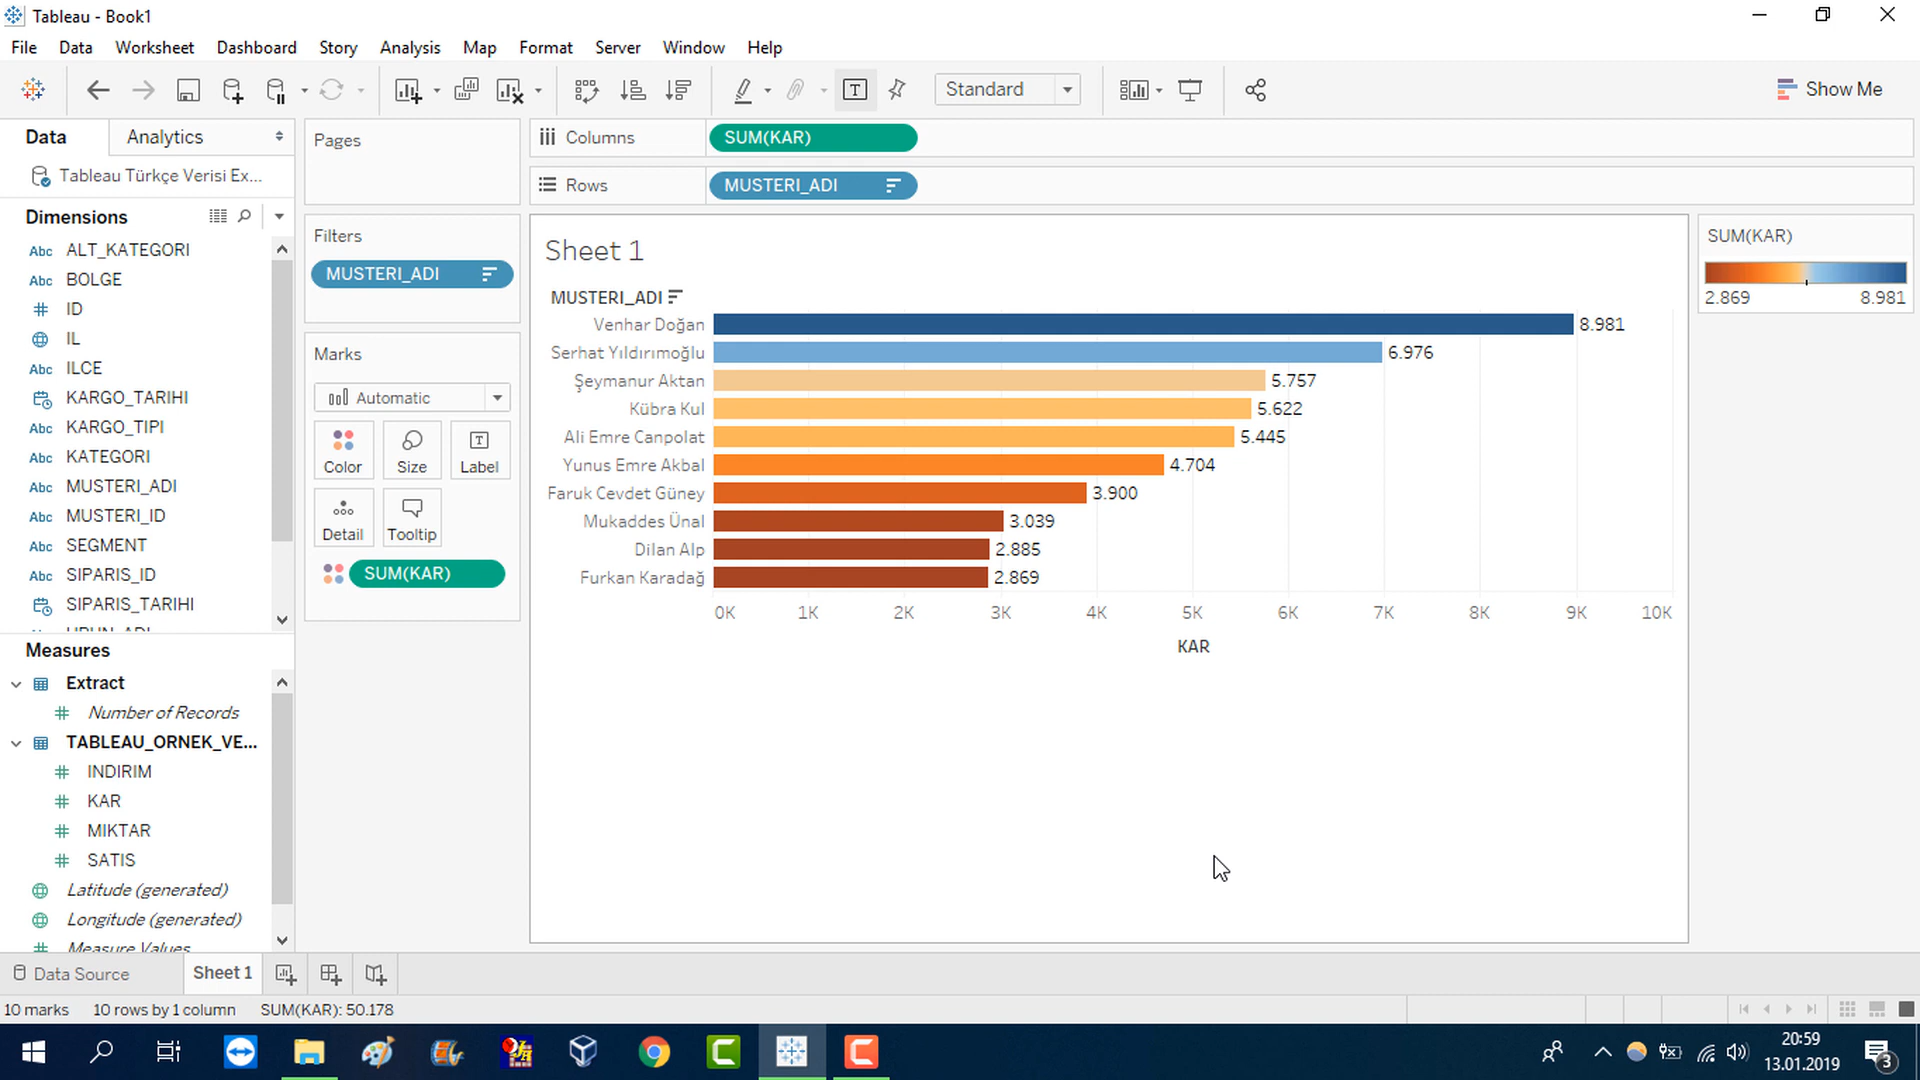 Tableau - Book1
File Data Worksheet Dashboard Story Analysis Map Format Server Window Help
Standard
Show Me
Data
Analytics
Tableau Türkçe Verisi Ex...
Dimensions
Abc ALT_KATEGORI
Abc BOLGE
ID
IL
Abc ILCE
KARGO_TARIHI
Abc KARGO_TIPI
Abc KATEGORI
Abc MUSTERI_ADI
Abc MUSTERI_ID
Abc SEGMENT
Abc SIPARIS_ID
SIPARIS_TARIHI
Measures
Extract
Number of Records
TABLEAU_ORNEK_VE...
INDIRIM
KAR
MIKTAR
SATIS
Latitude (generated)
Longitude (generated)
Measure Values
Pages
Filters
MUSTERI_ADI
Marks
Automatic
Color
Size
Label
Detail
Tooltip
SUM(KAR)
Columns
SUM(KAR)
Rows
MUSTERI_ADI
Sheet 1
MUSTERI_ADI
Venhar Doğan 8.981
Serhat Yıldırımoğlu 6.976
Şeymanur Aktan 5.757
Kübra Kul 5.622
Ali Emre Canpolat 5.445
Yunus Emre Akbal 4.704
Faruk Cevdet Güney 3.900
Mukaddes Ünal 3.039
Dilan Alp 2.885
Furkan Karadağ 2.869
0K 1K 2K 3K 4K 5K 6K 7K 8K 9K 10K
KAR
SUM(KAR)
2.869 8.981
Data Source
Sheet 1
10 marks 10 rows by 1 column SUM(KAR): 50.178
20:59
13.01.2019
3